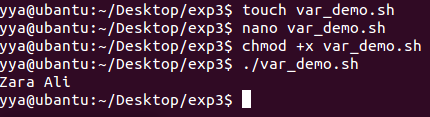 yya@ubantu:~/Desktop/exp3$ touch var_demo.sh
yya@ubantu:~/Desktop/exp3$ nano var_demo.sh
yya@ubantu:~/Desktop/exp3$ chmod +x var_demo.sh
yya@ubantu:~/Desktop/exp3$ ./var_demo.sh
Zara Ali
yya@ubantu:~/Desktop/exp3$